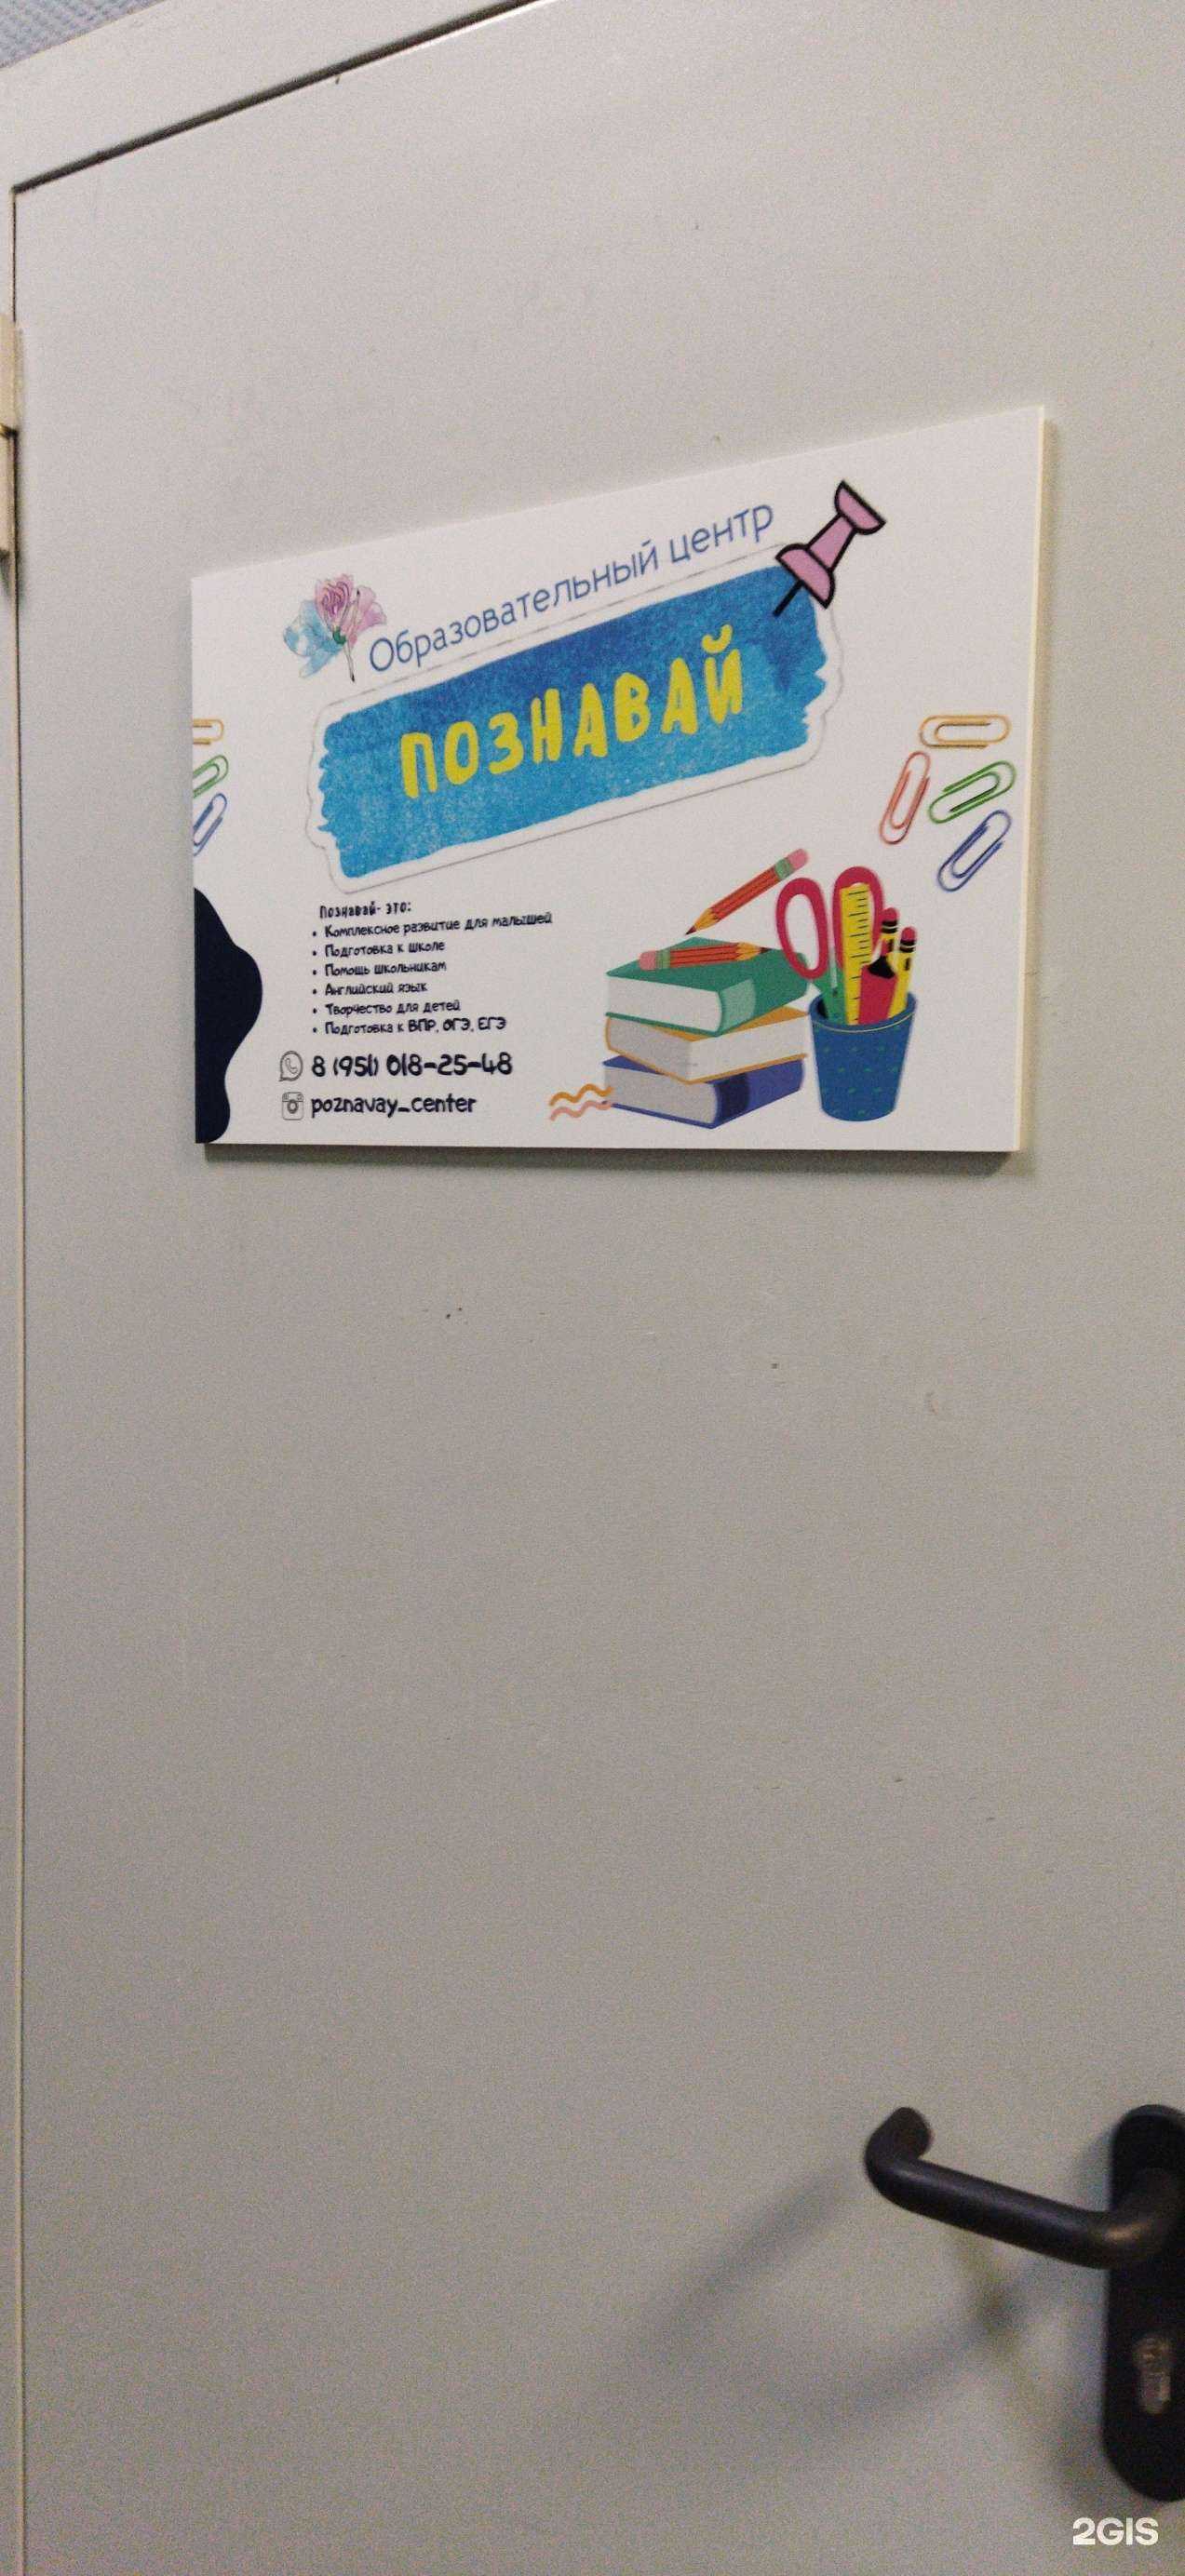 Образовательный центр
ПОЗНАВАЙ
Познавай- это:
• Комплексное развитие для малышей
• Подготовка к школе
• Помощь школьникам
• Английский язык
• Творчество для детей
• Подготовка к ВПР, ОГЭ, ЕГЭ
8 (951) 018-25-48
poznavay_center
2GIS